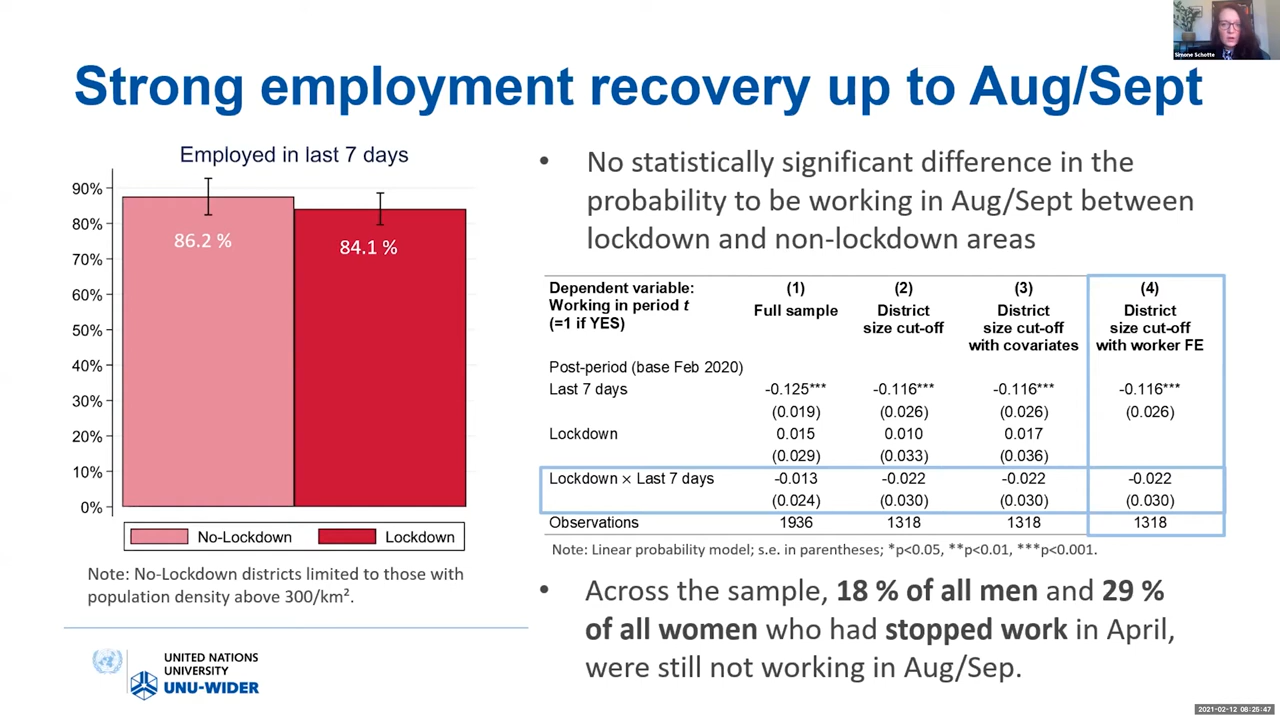 Simone Schotte
Strong employment recovery up to Aug/Sept
Employed in last 7 days
90%
80%
70%
60%
50%
40%
30%
20%
10%
0%
86.2 %
84.1 %
No-Lockdown
Lockdown
Note: No-Lockdown districts limited to those with
population density above 300/km².
• No statistically significant difference in the
probability to be working in Aug/Sept between
lockdown and non-lockdown areas
Dependent variable: (1) (2) (3) (4)
Working in period t Full sample District District District
(=1 if YES) size cut-off size cut-off size cut-off
with covariates with worker FE
Post-period (base Feb 2020)
Last 7 days -0.125*** -0.116*** -0.116*** -0.116***
(0.019) (0.026) (0.026) (0.026)
Lockdown 0.015 0.010 0.017
(0.029) (0.033) (0.036)
Lockdown × Last 7 days -0.013 -0.022 -0.022 -0.022
(0.024) (0.030) (0.030) (0.030)
Observations 1936 1318 1318 1318
Note: Linear probability model; s.e. in parentheses; *p<0.05, **p<0.01, ***p<0.001.
• Across the sample, 18 % of all men and 29 %
of all women who had stopped work in April,
were still not working in Aug/Sep.
UNITED NATIONS
UNIVERSITY
UNU-WIDER
2021-02-12 08:25:47